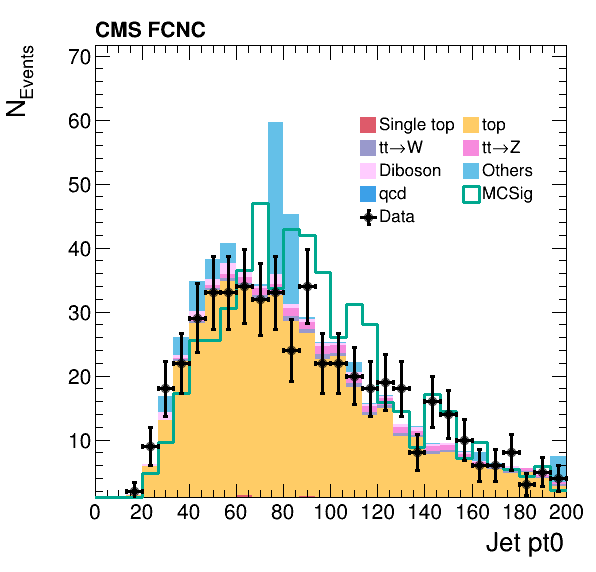 CMS FCNC
N_Events
70
60
50
40
30
20
10
Single top
top
tt→W
tt→Z
Diboson
Others
qcd
MCSig
Data
0 20 40 60 80 100 120 140 160 180 200
Jet pt0